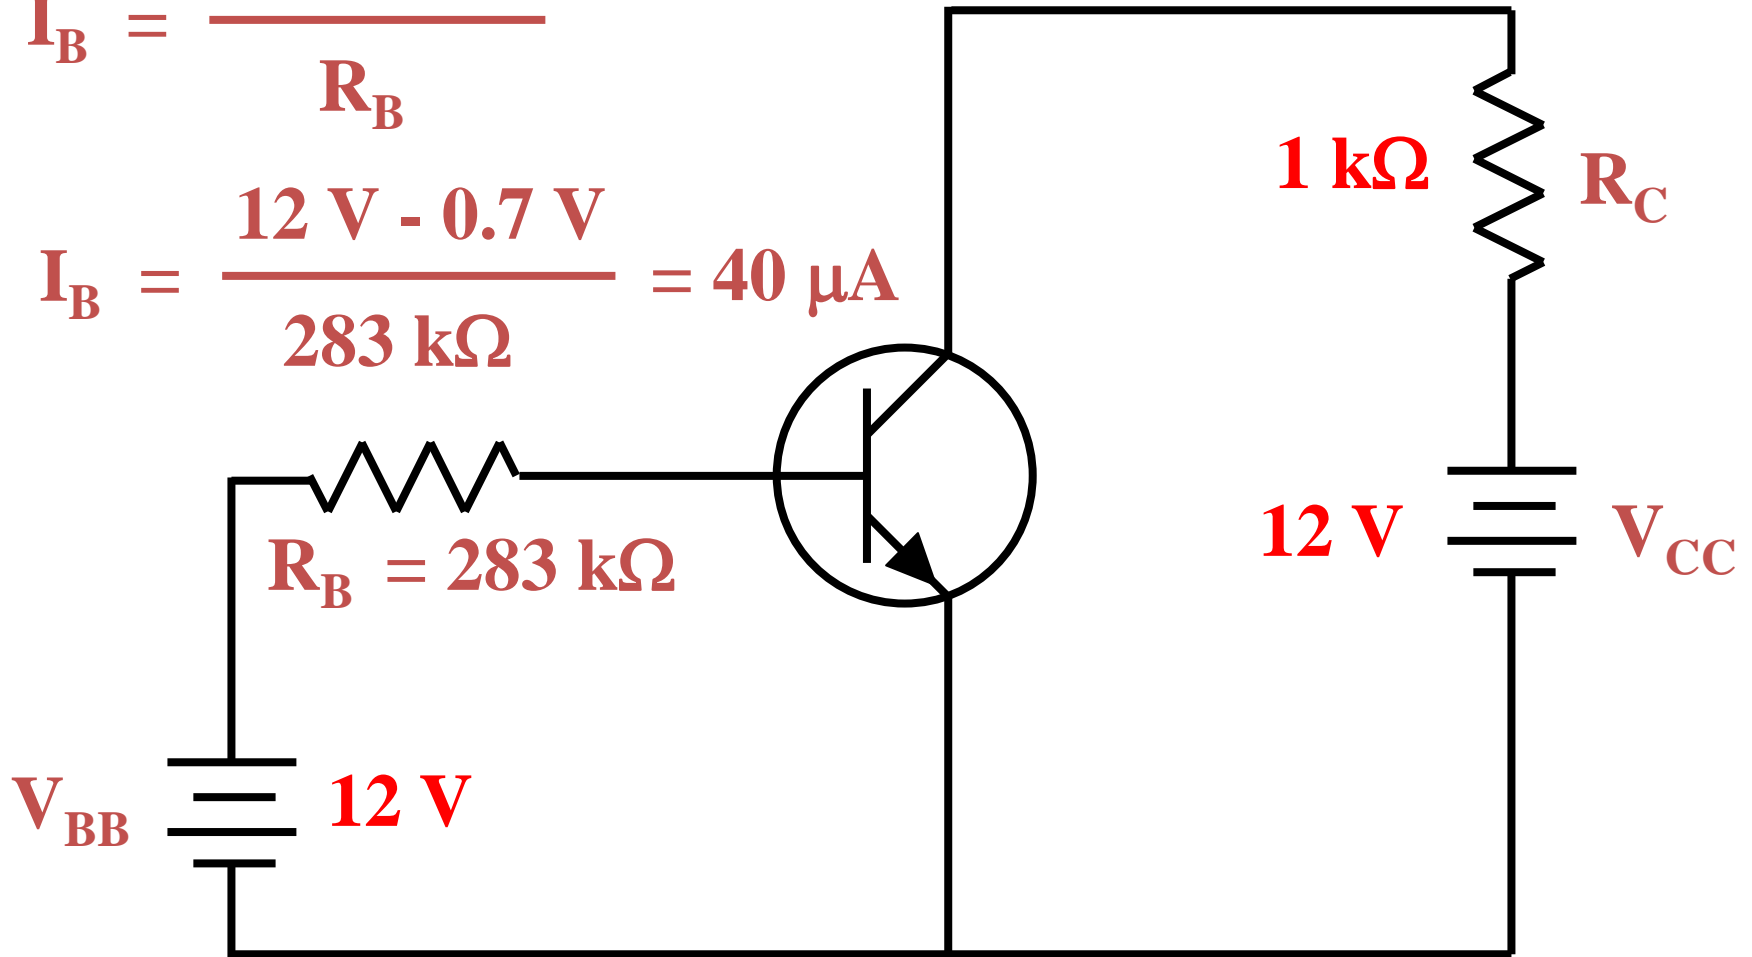 I_B =
R_B
1 kΩ
R_C
12 V - 0.7 V
I_B = = 40 μA
283 kΩ
12 V
V_CC
R_B = 283 kΩ
V_BB
12 V